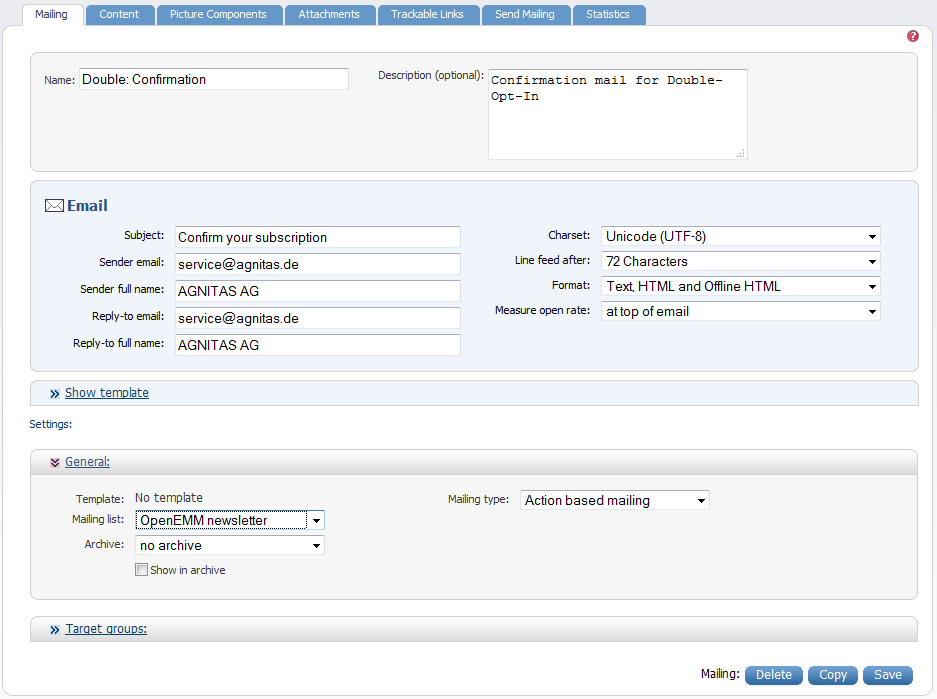 Mailing Content Picture Components Attachments Trackable Links Send Mailing Statistics
?
Name: Double: Confirmation
Description (optional): Confirmation mail for Double-
Opt-In
Email
Subject: Confirm your subscription
Sender email: service@agnitas.de
Sender full name: AGNITAS AG
Reply-to email: service@agnitas.de
Reply-to full name: AGNITAS AG
Charset: Unicode (UTF-8)
Line feed after: 72 Characters
Format: Text, HTML and Offline HTML
Measure open rate: at top of email
Show template
Settings:
General:
Template: No template
Mailing list: OpenEMM newsletter
Archive: no archive
Show in archive
Mailing type: Action based mailing
Target groups:
Mailing: Delete Copy Save